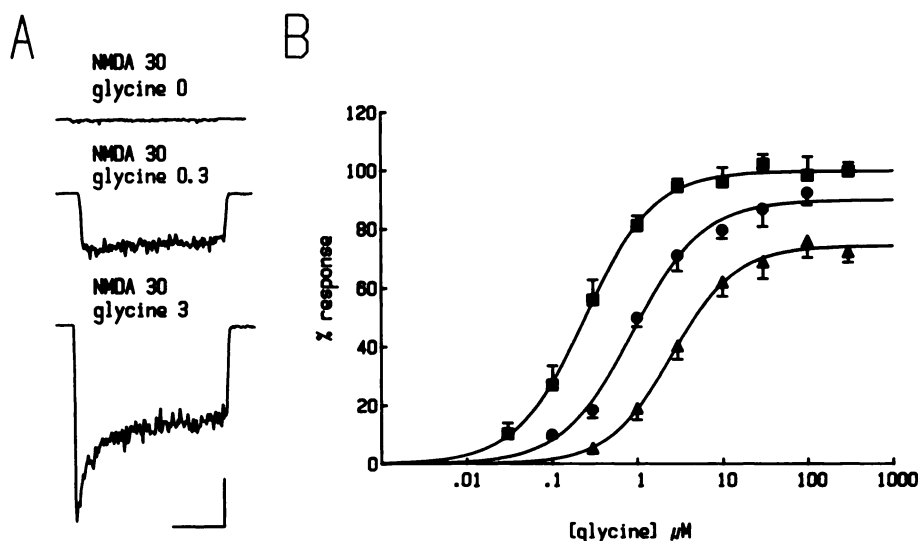 A
NMDA 30
glycine 0
NMDA 30
glycine 0.3
NMDA 30
glycine 3
B
120
100
80
60
40
20
0
% response
.01
.1
1
10
100
1000
[glycine] µM